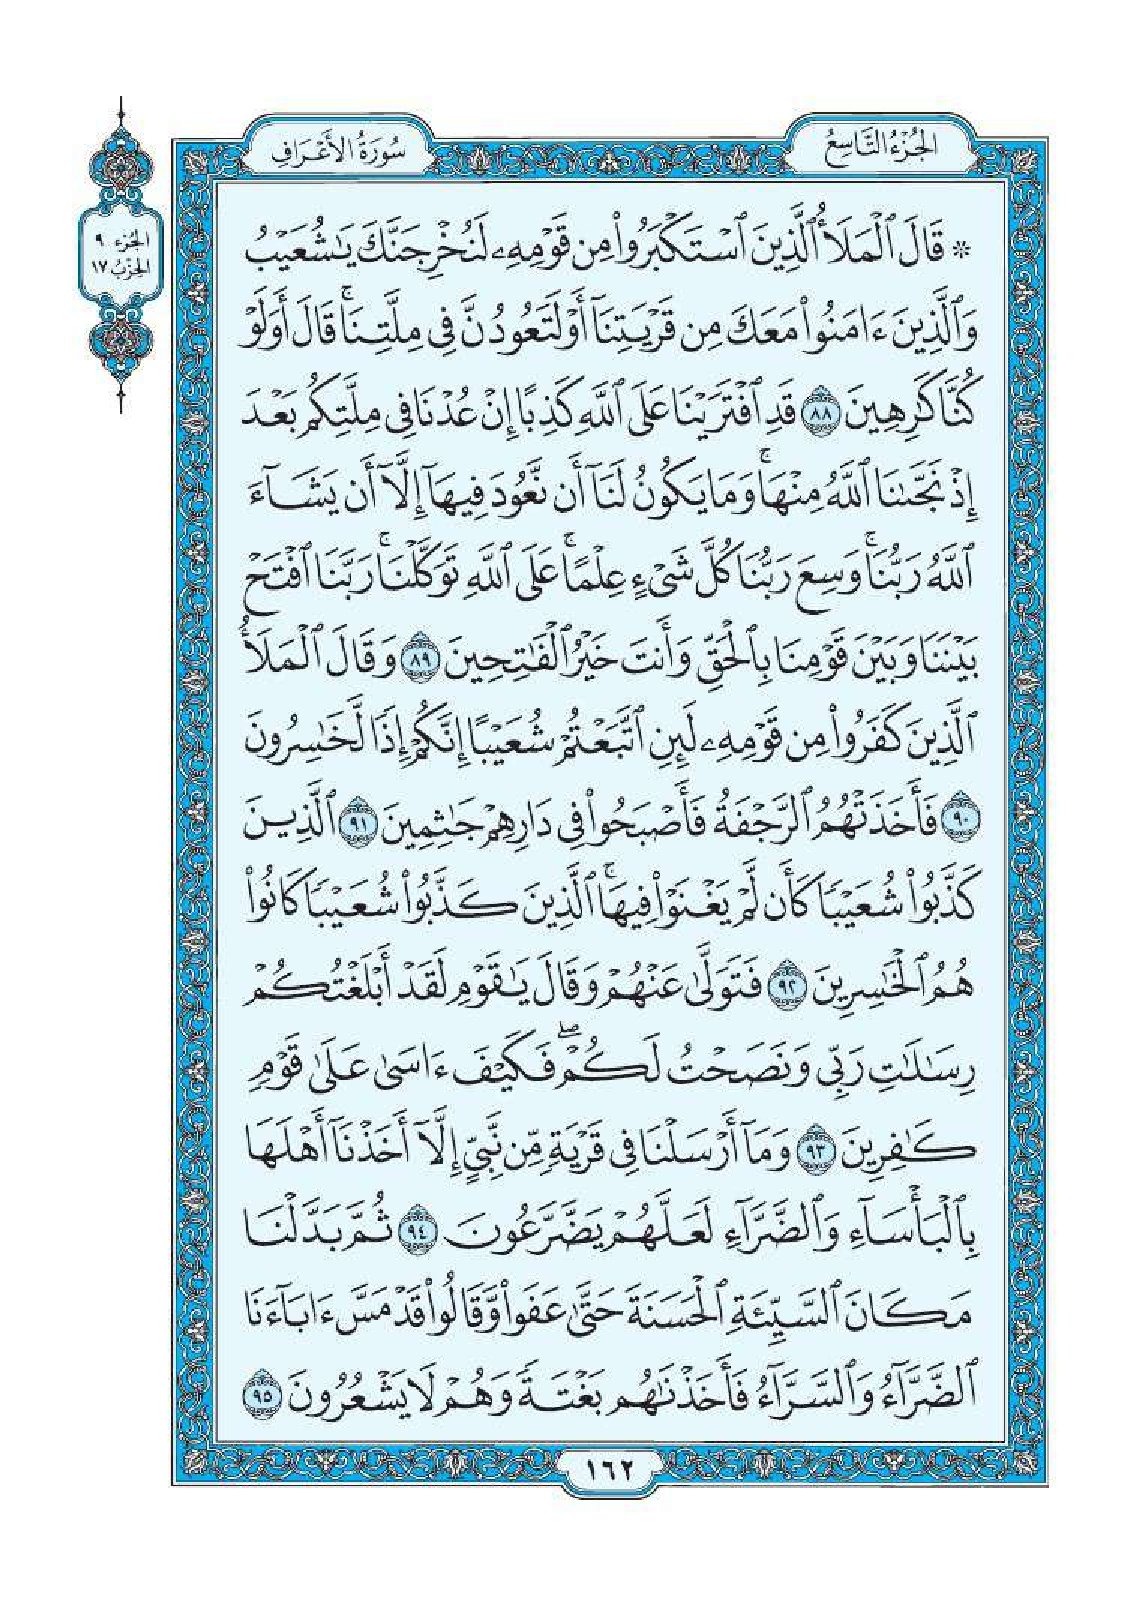 سُورَةُ الأَعْرَافِ
الجُزْءُ التَّاسِعُ
الجُزء ٩
الحِزْبُ ١٧
۞ قَالَ ٱلْمَلَأُ ٱلَّذِينَ ٱسْتَكْبَرُوا۟ مِن قَوْمِهِۦ لَنُخْرِجَنَّكَ يَـٰشُعَيْبُ
وَٱلَّذِينَ ءَامَنُوا۟ مَعَكَ مِن قَرْيَتِنَآ أَوْ لَتَعُودُنَّ فِى مِلَّتِنَا ۚ قَالَ أَوَلَوْ
كُنَّا كَـٰرِهِينَ ٨٨ قَدِ ٱفْتَرَيْنَا عَلَى ٱللَّهِ كَذِبًا إِنْ عُدْنَا فِى مِلَّتِكُم بَعْدَ
إِذْ نَجَّىٰنَا ٱللَّهُ مِنْهَا ۚ وَمَا يَكُونُ لَنَآ أَن نَّعُودَ فِيهَآ إِلَّآ أَن يَشَآءَ
ٱللَّهُ رَبُّنَا ۚ وَسِعَ رَبُّنَا كُلَّ شَىْءٍ عِلْمًا ۚ عَلَى ٱللَّهِ تَوَكَّلْنَا ۚ رَبَّنَا ٱفْتَحْ
بَيْنَنَا وَبَيْنَ قَوْمِنَا بِٱلْحَقِّ وَأَنتَ خَيْرُ ٱلْفَـٰتِحِينَ ٨٩ وَقَالَ ٱلْمَلَأُ
ٱلَّذِينَ كَفَرُوا۟ مِن قَوْمِهِۦ لَئِنِ ٱتَّبَعْتُمْ شُعَيْبًا إِنَّكُمْ إِذًا لَّخَـٰسِرُونَ
٩٠ فَأَخَذَتْهُمُ ٱلرَّجْفَةُ فَأَصْبَحُوا۟ فِى دَارِهِمْ جَـٰثِمِينَ ٩١ ٱلَّذِينَ
كَذَّبُوا۟ شُعَيْبًا كَأَن لَّمْ يَغْنَوْا۟ فِيهَا ۚ ٱلَّذِينَ كَذَّبُوا۟ شُعَيْبًا كَانُوا۟
هُمُ ٱلْخَـٰسِرِينَ ٩٢ فَتَوَلَّىٰ عَنْهُمْ وَقَالَ يَـٰقَوْمِ لَقَدْ أَبْلَغْتُكُمْ
رِسَـٰلَـٰتِ رَبِّى وَنَصَحْتُ لَكُمْ ۖ فَكَيْفَ ءَاسَىٰ عَلَىٰ قَوْمٍ
كَـٰفِرِينَ ٩٣ وَمَآ أَرْسَلْنَا فِى قَرْيَةٍ مِّن نَّبِىٍّ إِلَّآ أَخَذْنَآ أَهْلَهَا
بِٱلْبَأْسَآءِ وَٱلضَّرَّآءِ لَعَلَّهُمْ يَضَّرَّعُونَ ٩٤ ثُمَّ بَدَّلْنَا
مَكَانَ ٱلسَّيِّئَةِ ٱلْحَسَنَةَ حَتَّىٰ عَفَوا۟ وَّقَالُوا۟ قَدْ مَسَّ ءَابَآءَنَا
ٱلضَّرَّآءُ وَٱلسَّرَّآءُ فَأَخَذْنَـٰهُم بَغْتَةً وَهُمْ لَا يَشْعُرُونَ ٩٥
١٦٢